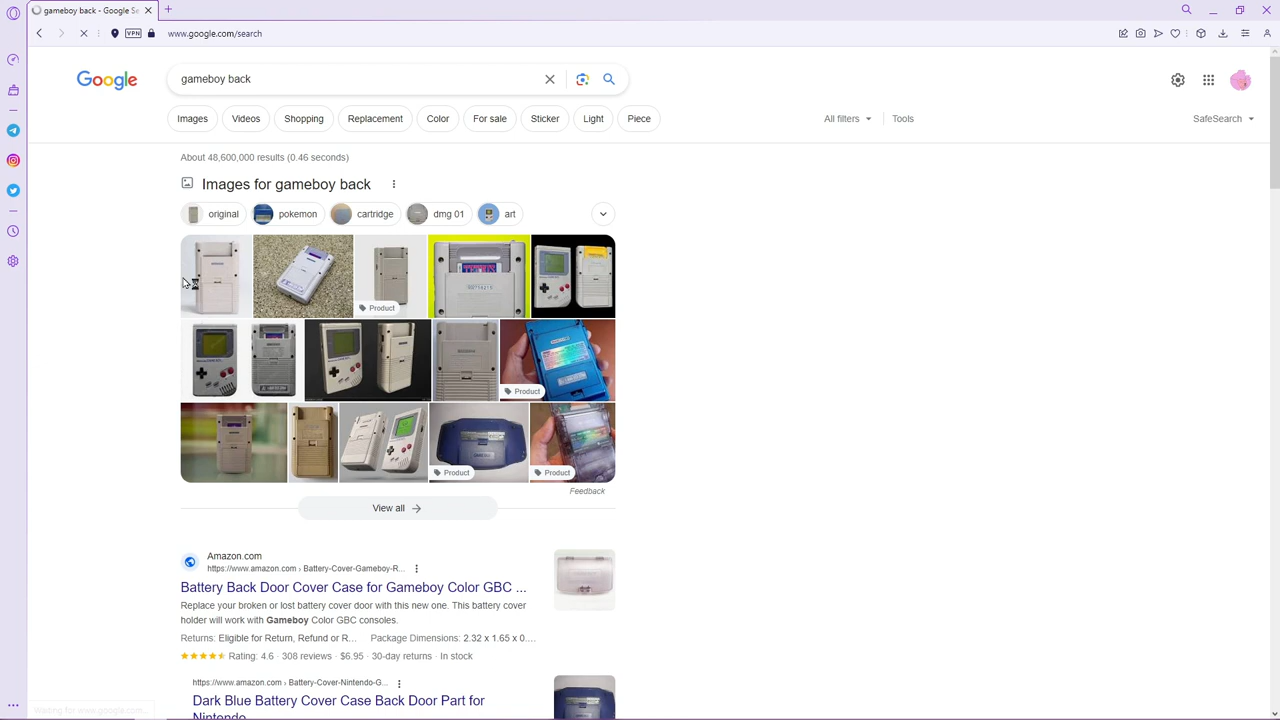 gameboy back - Google Se
VPN
www.google.com/search
Google
gameboy back
Images
Videos
Shopping
Replacement
Color
For sale
Sticker
Light
Piece
All filters
Tools
SafeSearch
About 48,600,000 results (0.46 seconds)
Images for gameboy back
original
pokemon
cartridge
dmg 01
art
Product
Product
Product
Product
Feedback
View all
Amazon.com
https://www.amazon.com › Battery-Cover-Gameboy-R...
Battery Back Door Cover Case for Gameboy Color GBC ...
Replace your broken or lost battery cover door with this new one. This battery cover
holder will work with Gameboy Color GBC consoles.
Returns: Eligible for Return, Refund or R... Package Dimensions: 2.32 x 1.65 x 0....
Rating: 4.6 · 308 reviews · $6.95 · 30-day returns · In stock
https://www.amazon.com › Battery-Cover-Nintendo-G...
Dark Blue Battery Cover Case Back Door Part for
Nintendo
Waiting for www.google.com...